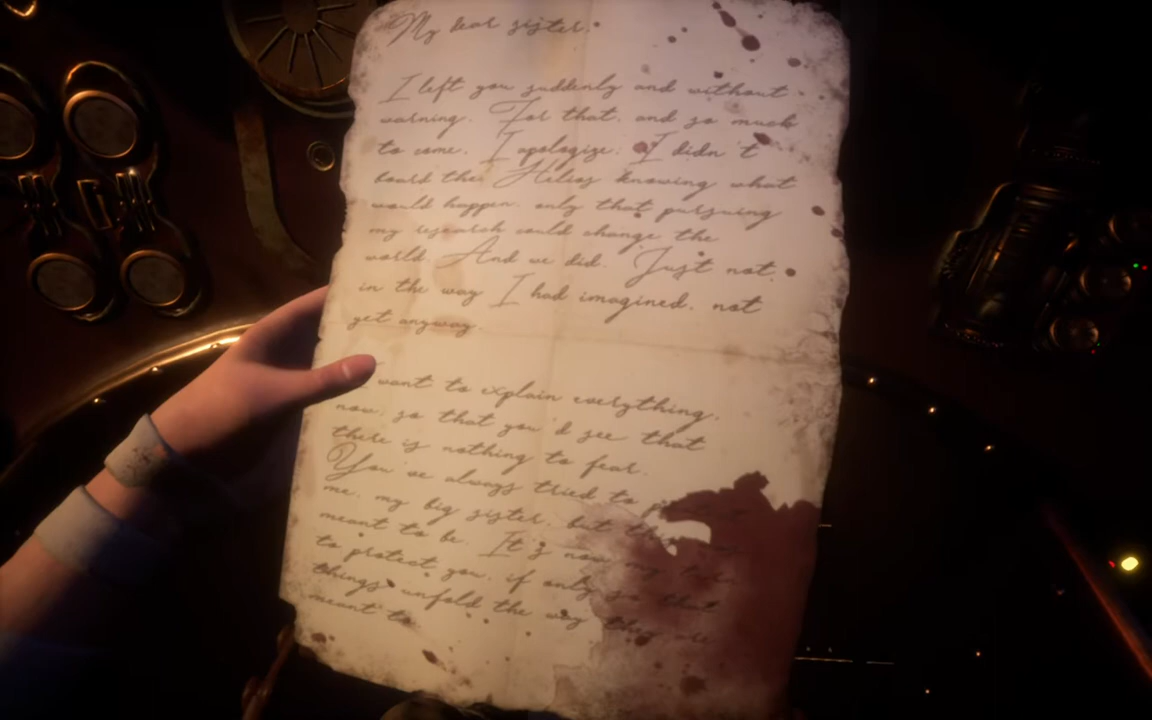 My dear sister,
I left you suddenly and without
warning. For that, and so much
to come, I apologize. I didn't
board the Helios knowing what
would happen, only that pursuing
my research could change the
world. And we did. Just not
in the way I had imagined, not
yet anyway.
I want to explain everything,
now, so that you'd see that
there is nothing to fear.
You've always tried to
me, my big sister, but
meant to be. It's now my
to protect you, if only so that
things unfold the way they are
meant to.